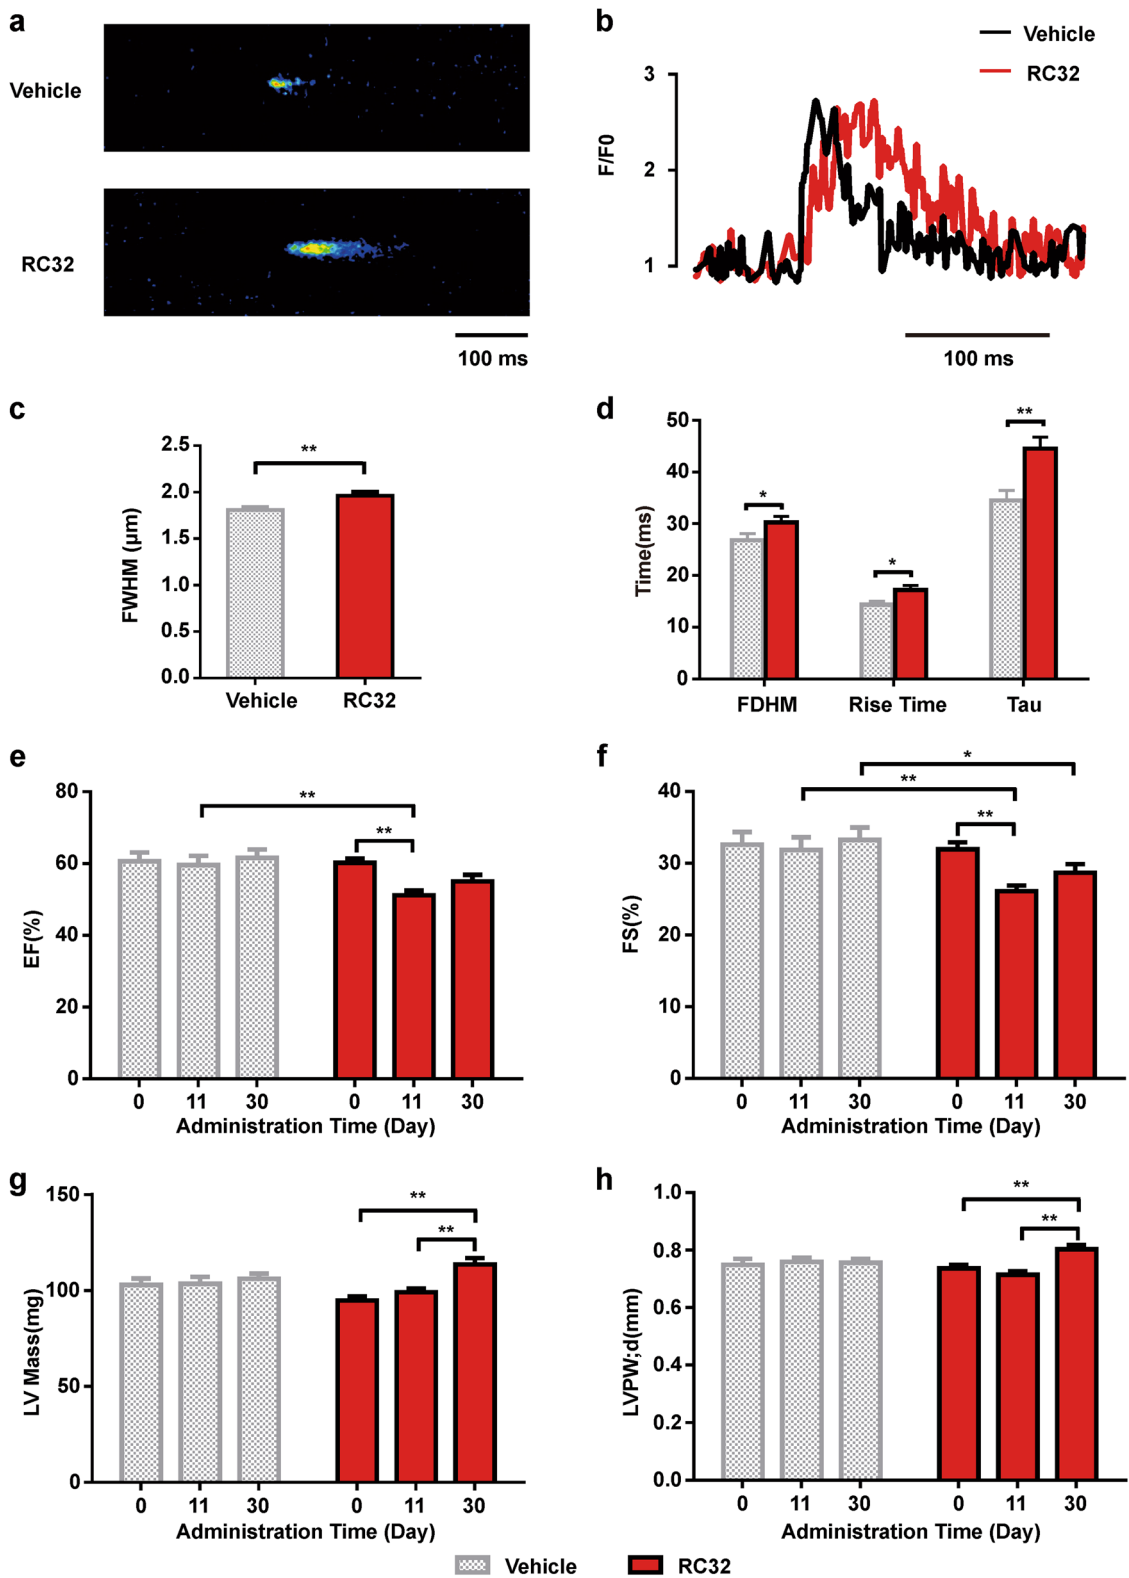 a
Vehicle
RC32
100 ms
b
Vehicle
RC32
3
2
1
F/F0
100 ms
c
2.5
2.0
1.5
1.0
0.5
0.0
FWHM (μm)
**
Vehicle RC32
d
50
40
30
20
10
0
Time(ms)
* * **
FDHM Rise Time Tau
e
80
60
40
20
0
EF(%)
**
**
0 11 30 0 11 30
Administration Time (Day)
f
40
30
20
10
0
FS(%)
*
**
**
0 11 30 0 11 30
Administration Time (Day)
g
150
100
50
0
LV Mass(mg)
**
**
0 11 30 0 11 30
Administration Time (Day)
h
1.0
0.8
0.6
0.4
0.2
0.0
LVPW;d(mm)
**
**
0 11 30 0 11 30
Administration Time (Day)
Vehicle RC32